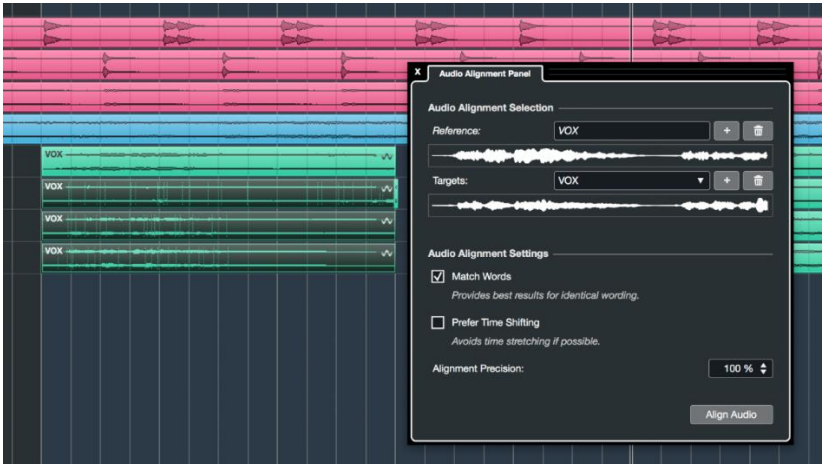 X Audio Alignment Panel
Audio Alignment Selection
Reference: VOX +
Targets: VOX ▼ +
Audio Alignment Settings
Match Words
Provides best results for identical wording.
Prefer Time Shifting
Avoids time stretching if possible.
Alignment Precision: 100 %
Align Audio
VOX
VOX
VOX
VOX